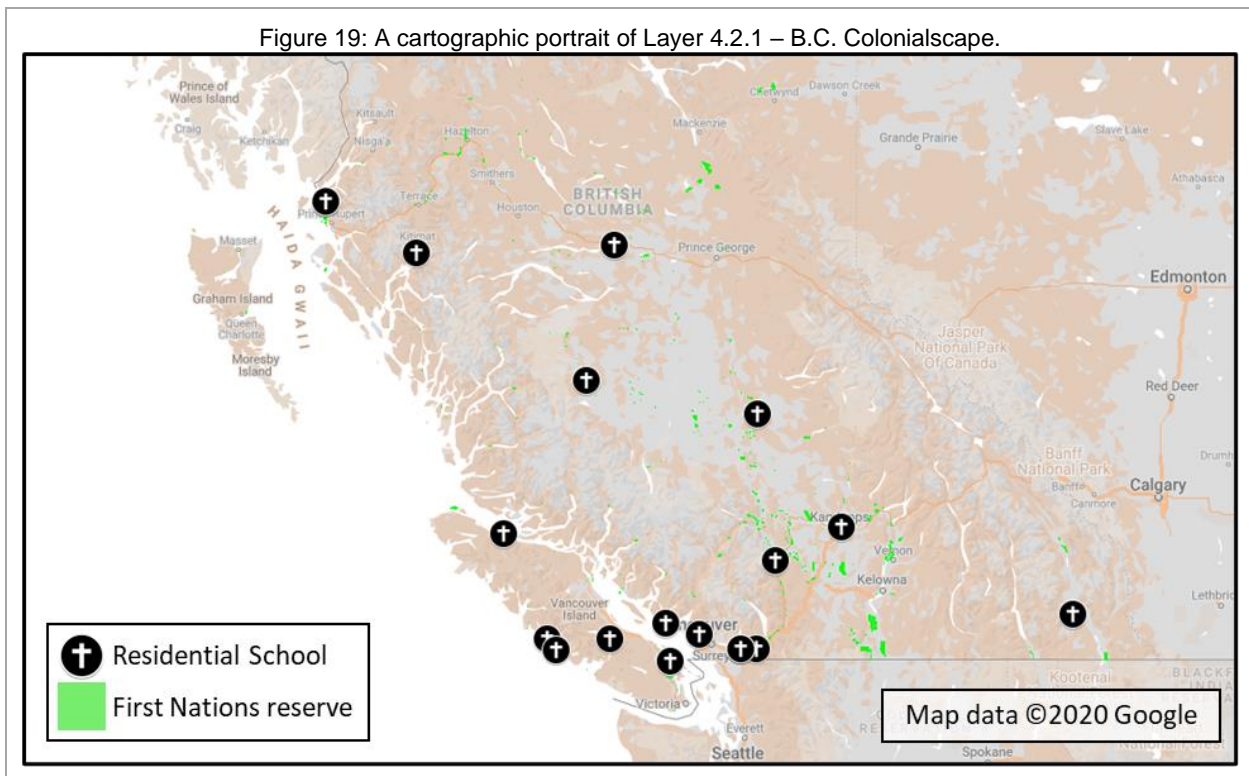 Figure 19: A cartographic portrait of Layer 4.2.1 – B.C. Colonialscape.
Prince of
Wales Island
Craig
Ketchikan
Kitsault
Nisga'a
Hazelton
Smithers
Terrace
Houston
Kitimat
HAIDA GWAII
Masset
Graham Island
Queen
Charlotte
Moresby
Island
Mackenzie
Chetwynd
Dawson Creek
Grande Prairie
Slave Lake
Athabasca
BRITISH
COLUMBIA
Prince George
Edmonton
Jasper
National Park
Of Canada
Red Deer
Banff
National Park
Banff
Canmore
Calgary
Vernon
Kelowna
Vancouver
Island
Surrey
Victoria
Everett
Seattle
Kootenai
Spokane
Residential School
First Nations reserve
Map data ©2020 Google